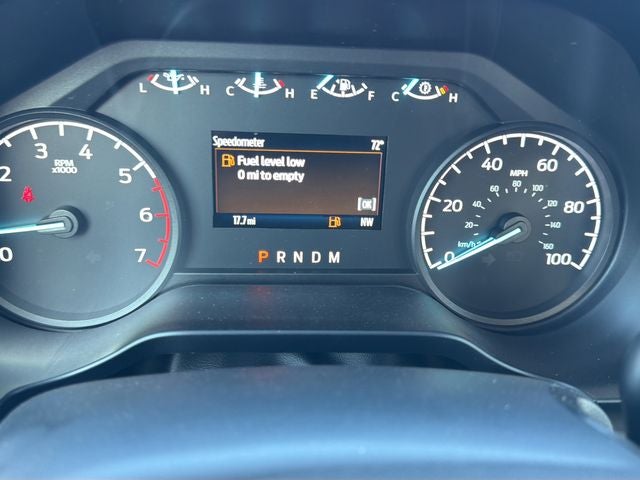 L H C H E F C H
Speedometer 72°
Fuel level low
0 mi to empty
[OK]
17.7 mi NW
P R N D M
0 2 3 4 5 6 7
RPM
x1000
0 20 40 60 80 100
MPH
20 40 60 80 100 120 140 160
km/h